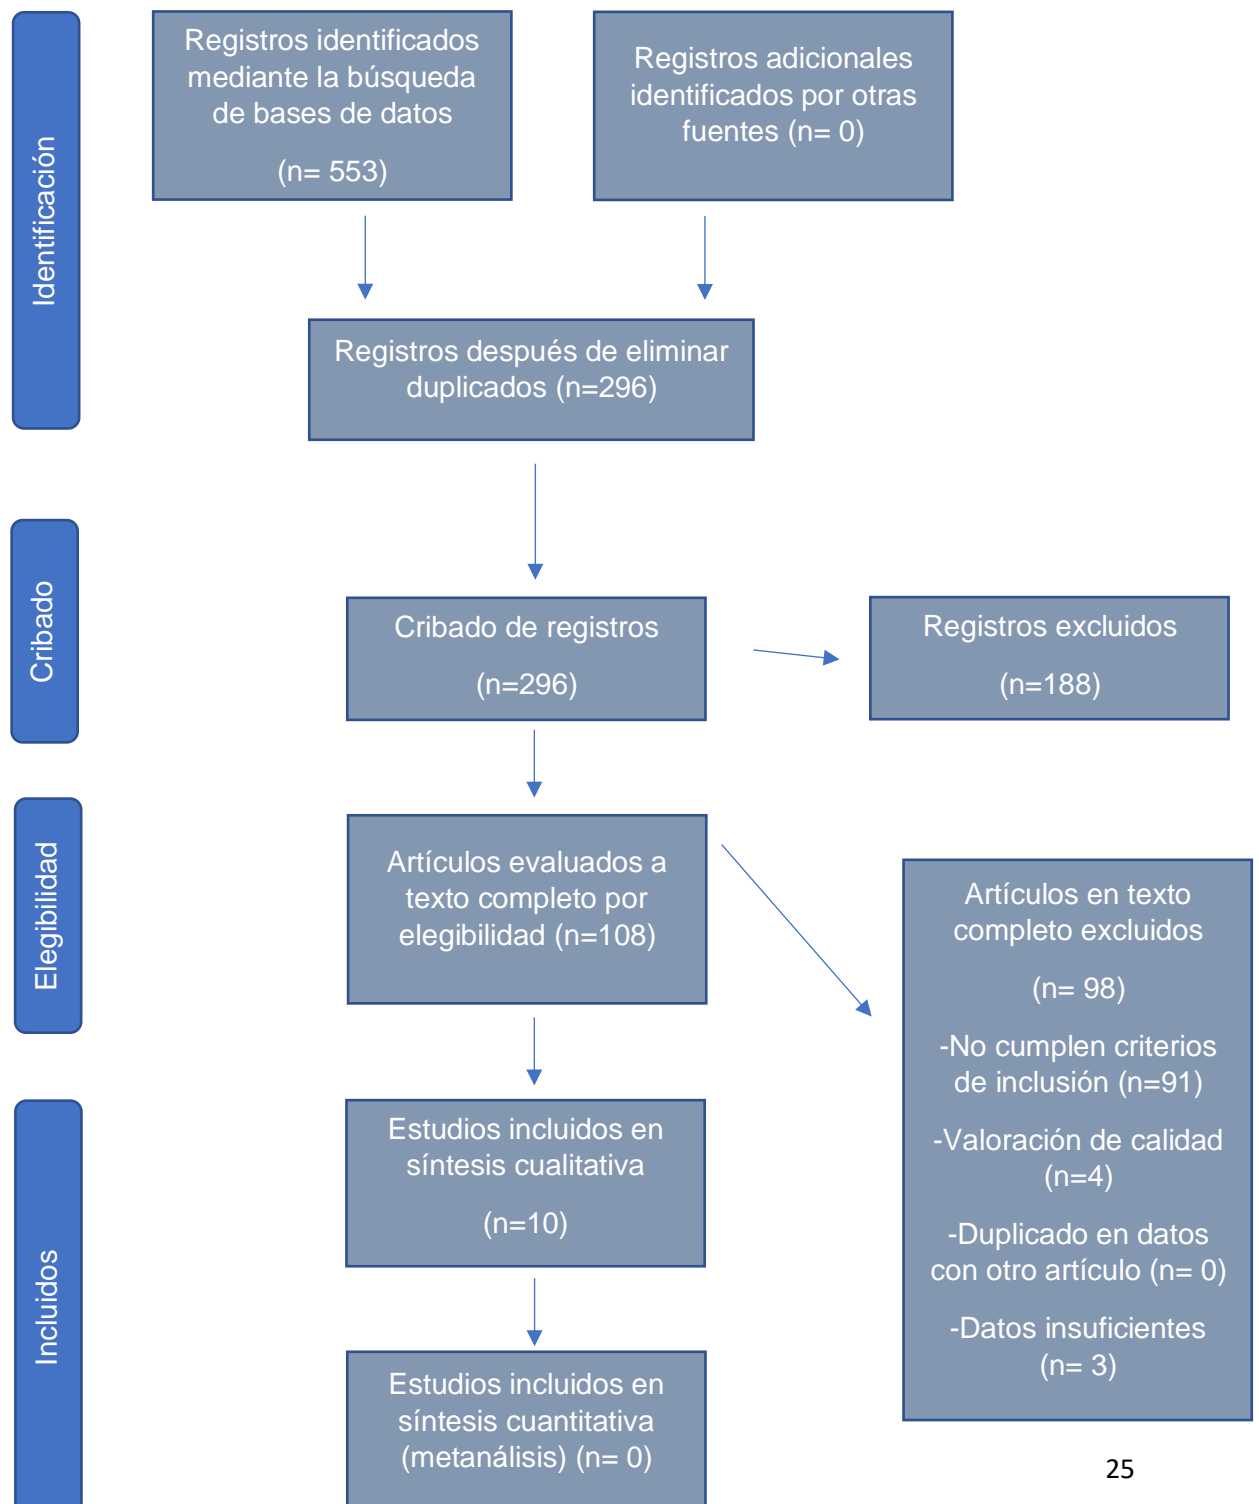 Identificación
Registros identificados
mediante la búsqueda
de bases de datos
(n= 553)
Registros adicionales
identificados por otras
fuentes (n= 0)
Registros después de eliminar
duplicados (n=296)
Cribado
Cribado de registros
(n=296)
Registros excluidos
(n=188)
Elegibilidad
Artículos evaluados a
texto completo por
elegibilidad (n=108)
Artículos en texto
completo excluidos
(n= 98)
-No cumplen criterios
de inclusión (n=91)
-Valoración de calidad
(n=4)
-Duplicado en datos
con otro artículo (n= 0)
-Datos insuficientes
(n= 3)
Incluidos
Estudios incluidos en
síntesis cualitativa
(n=10)
Estudios incluidos en
síntesis cuantitativa
(metanálisis) (n= 0)
25